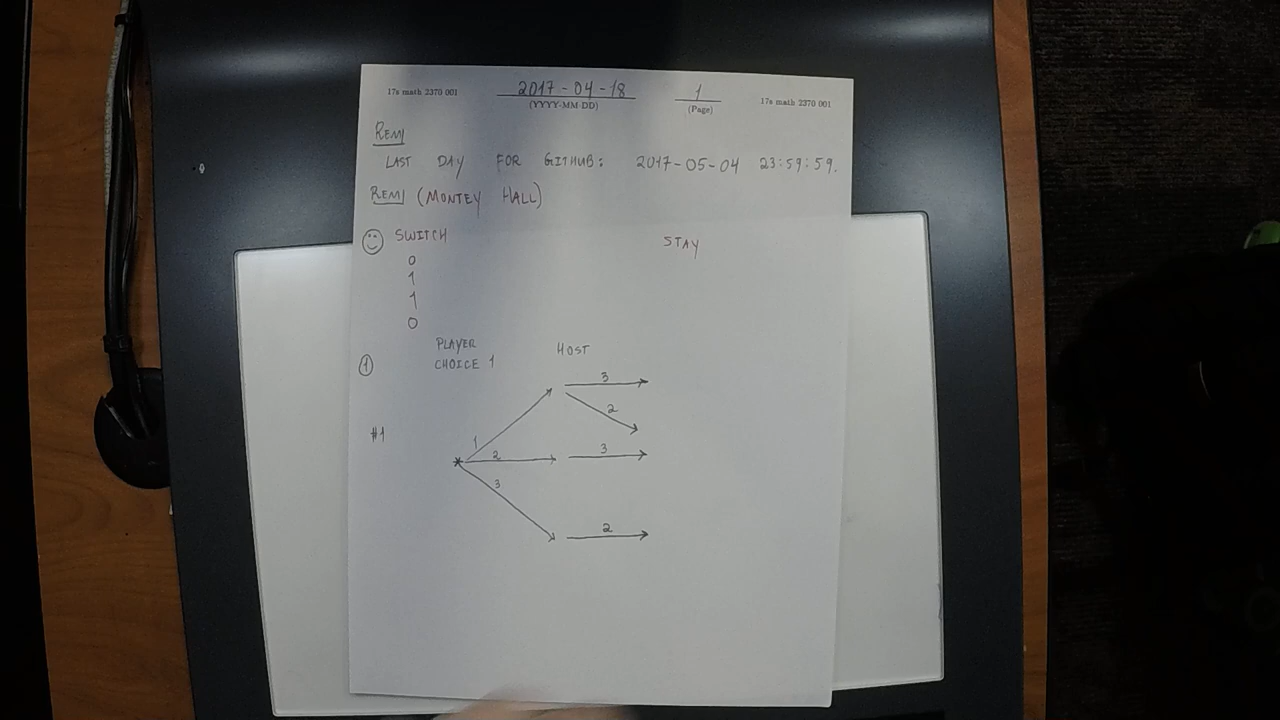 17s math 2370 001 2017-04-18 1 17s math 2370 001
(YYYY-MM-DD) (Page)
REM
LAST DAY FOR GITHUB: 2017-05-04 23:59:59.
REM (MONTEY HALL)
SWITCH STAY
0
1
1
0
PLAYER HOST
1 CHOICE 1
3
2
#1
1
2 3
3
2